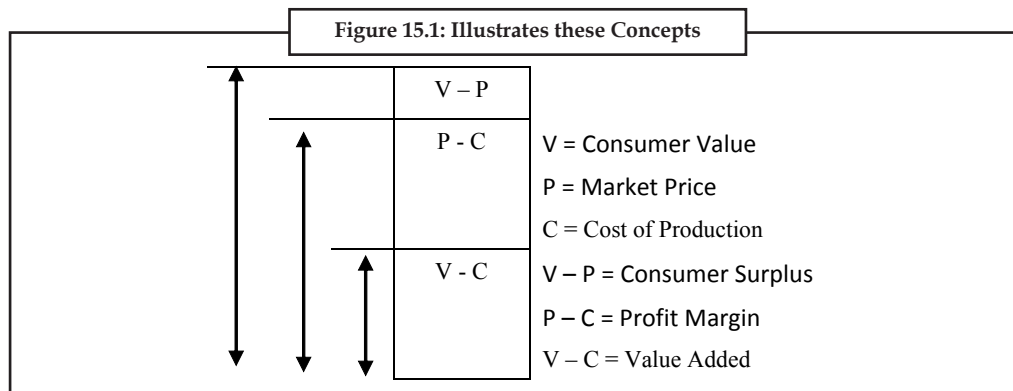 Figure 15.1: Illustrates these Concepts
V – P
P - C
V = Consumer Value
P = Market Price
C = Cost of Production
V - C
V – P = Consumer Surplus
P – C = Profit Margin
V – C = Value Added